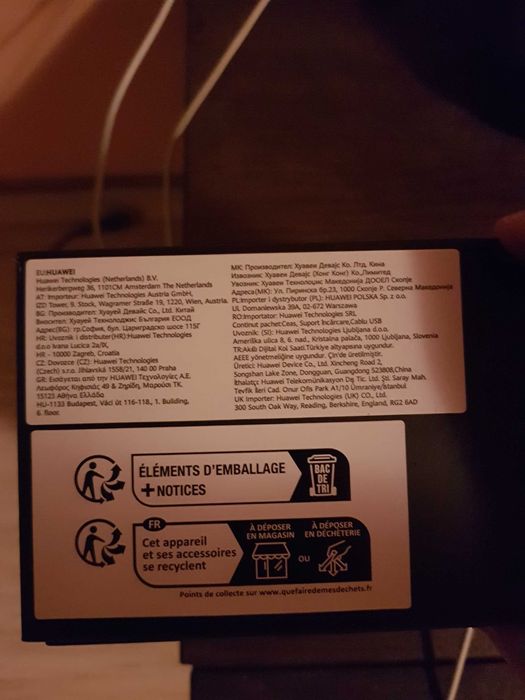 EU:HUAWEI
Huawei Technologies (Netherlands) B.V.
Herikerbergweg 36, 1101CM Amsterdam The Netherlands
AT: Importeur: Huawei Technologies Austria GmbH,
IZD Tower, 9. Stock, Wagramer Straße 19, 1220, Wien, Austria.
BG: Производител: Хуауей Девайс Со., Ltd. Китай
Вносител: Хуауей Технолоджис България ЕООД
Адрес(BG): гр.София, бул. Цариградско шосе 115Г
HR: Uvoznik i distributer(HR):Huawei Technologies
d.o.o Ivana Lucica 2a/IX,
HR - 10000 Zagreb, Croatia
CZ: Dovozce (CZ): Huawei Technologies
(Czech) s.r.o. Jihlavská 1558/21, 140 00 Praha
GR: Εισάγεται από την HUAWEI Τεχνολογίες Α.Ε.
Λεωφόρος Κηφισιάς 49 & Ζηρίδη, Μαρούσι ΤΚ.
15123 Αθήνα Ελλάδα
HU-1133 Budapest, Váci út 116-118., 1. Building,
6. floor.
MK: Производител: Хуавеи Девајс Ко. Лтд, Кина
Извозник: Хуавеи Девајс (Хонг Конг) Ко.,Лимитед
Увозник: Хуавеи Технолоџис Македонија ДООЕЛ Скопје
Адреса(МК): Ул. Пиринска бр.23, 1000 Скопје Р. Северна Македонија
PL:Importer i dystrybutor (PL): HUAWEI POLSKA Sp. z o.o.
Ul. Domaniewska 39A, 02-672 Warszawa
RO:Importator: Huawei Technologies SRL
Continut pachet:Ceas, Suport încărcare,Cablu USB
Uvoznik: (SI): Huawei Technologies Ljubljana d.o.o.
Ameriška ulica 8, 6. nad., Kristalna palača, 1000 Ljubljana, Slovenia
TR:Akıllı Dijital Kol Saati.Türkiye altyapısına uygundur.
AEEE yönetmeliğine uygundur. Çin'de üretilmiştir.
Üretici: Huawei Device Co., Ltd. Xincheng Road 2,
Songshan Lake Zone, Dongguan, Guangdong 523808,China
İthalatçı: Huawei Telekomünikasyon Dış Tic. Ltd. Şti. Saray Mah.
Tevfik İleri Cad. Onur Ofis Park A1/10 Ümraniye/İstanbul
UK Importer: Huawei Technologies (UK) CO., Ltd.
300 South Oak Way, Reading, Berkshire, England, RG2 6AD
ÉLÉMENTS D'EMBALLAGE
+NOTICES
BAC
DE
TRI
FR
Cet appareil
et ses accessoires
se recyclent
À DÉPOSER
EN MAGASIN
OU
À DÉPOSER
EN DÉCHÈTERIE
Points de collecte sur www.quefairedemesdechets.fr